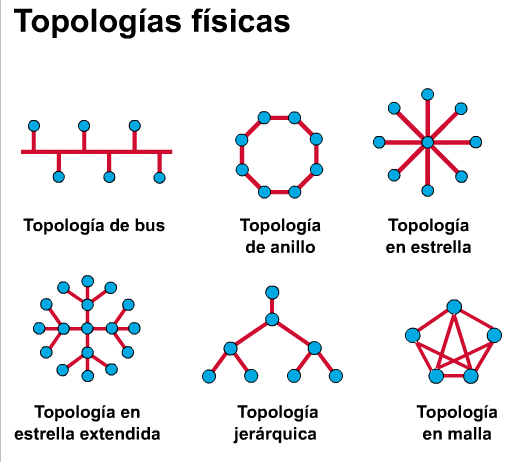 Topologías físicas
Topología de bus
Topología
de anillo
Topología
en estrella
Topología en
estrella extendida
Topología
jerárquica
Topología
en malla